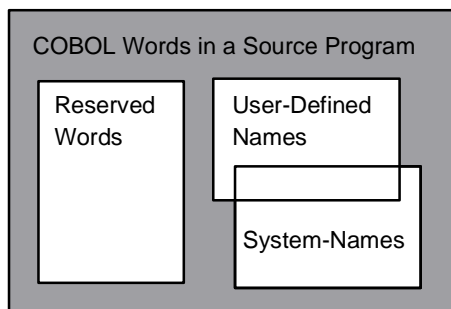 COBOL Words in a Source Program
Reserved
Words
User-Defined
Names
System-Names